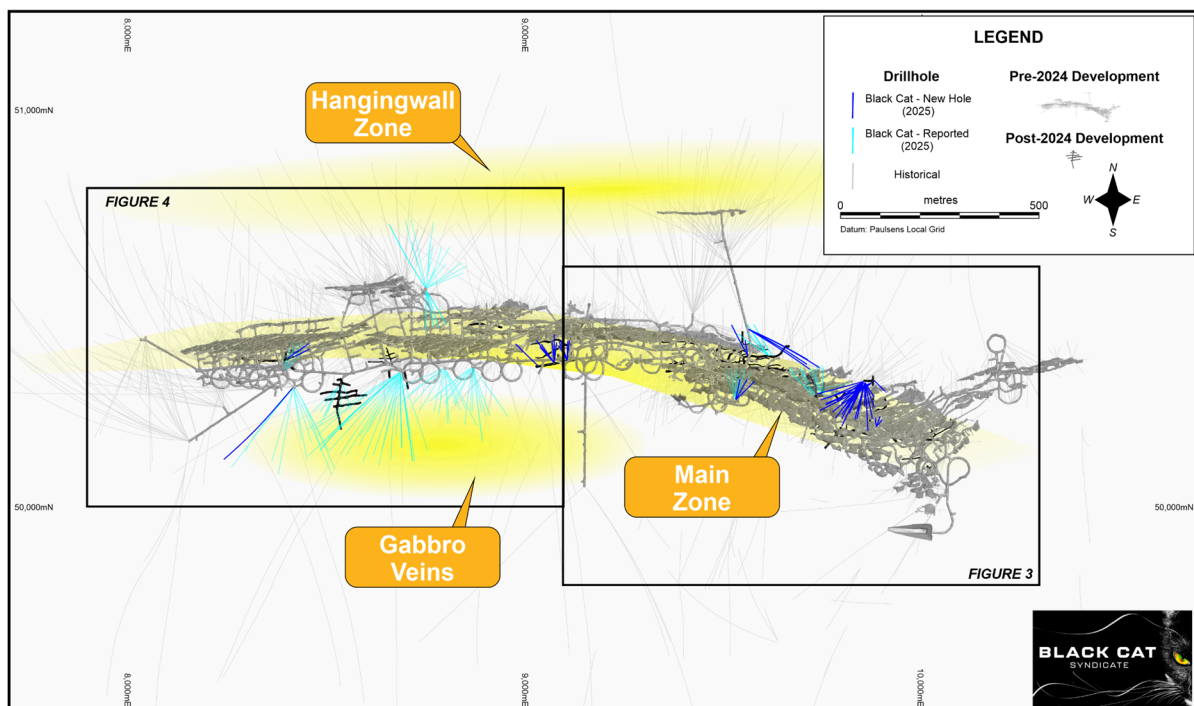 8,000mE
9,000mE
LEGEND
Drillhole
Pre-2024 Development
Black Cat - New Hole
(2025)
Post-2024 Development
Black Cat - Reported
(2025)
Historical
N
W
E
S
metres
0
500
Datum: Paulsens Local Grid
51,000mN
Hangingwall
Zone
FIGURE 4
Main
Zone
50,000mN
50,000mN
Gabbro
Veins
FIGURE 3
8,000mE
9,000mE
10,000mE
BLACK CAT
SYNDICATE